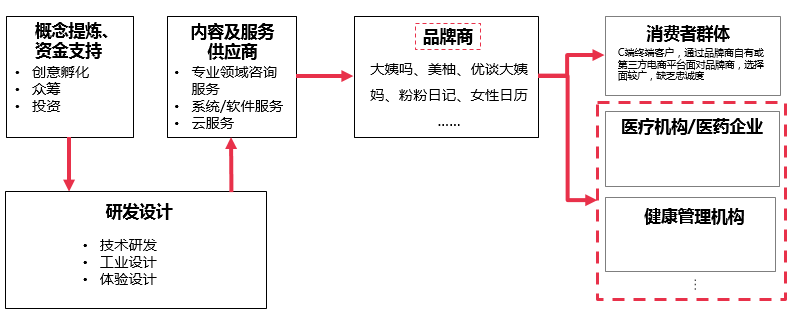 概念提炼、
资金支持
• 创意孵化
• 众筹
• 投资
内容及服务
供应商
• 专业领域咨询
服务
• 系统/软件服务
• 云服务
品牌商
大姨吗、美柚、优谈大姨
妈、粉粉日记、女性日历
……
消费者群体
C端终端客户，通过品牌商自有或
第三方电商平台面对品牌商，选择
面较广，缺乏忠诚度
医疗机构/医药企业
健康管理机构
…
研发设计
• 技术研发
• 工业设计
• 体验设计